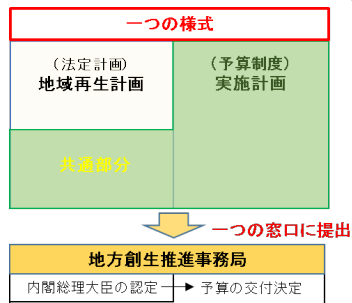 一つの様式
（法定計画）
地域再生計画
（予算制度）
実施計画
共通部分
一つの窓口に提出
地方創生推進事務局
内閣総理大臣の認定
予算の交付決定